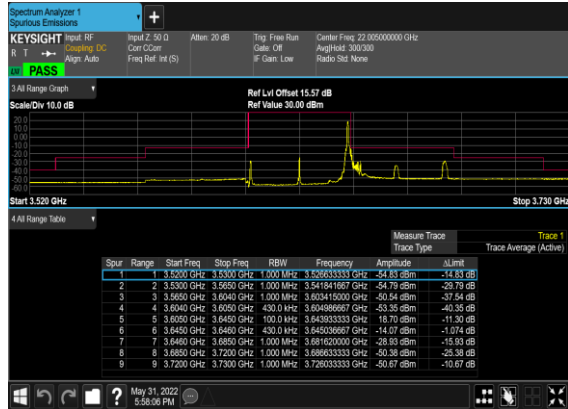 Spectrum Analyzer 1
Spurious Emissions
+
KEYSIGHT Input: RF Input Z: 50 Ω Atten: 20 dB Trig: Free Run Center Freq: 22.005000000 GHz
R T Coupling: DC Corr CCorr Gate: Off Avg|Hold: 300/300
Align: Auto Freq Ref: Int (S) IF Gain: Low Radio Std: None
PASS
3 All Range Graph
Ref Lvl Offset 15.57 dB
Scale/Div 10.0 dB Ref Value 30.00 dBm
20.0
10.0
0.00
-10.0
-20.0
-30.0
-40.0
-50.0
-60.0
Start 3.520 GHz Stop 3.730 GHz
4 All Range Table
Measure Trace Trace 1
Trace Type Trace Average (Active)
Spur Range Start Freq Stop Freq RBW Frequency Amplitude ΔLimit
1 1 3.5200 GHz 3.5300 GHz 1.000 MHz 3.526633333 GHz -54.83 dBm -14.83 dB
2 2 3.5300 GHz 3.5650 GHz 1.000 MHz 3.541841667 GHz -54.79 dBm -29.79 dB
3 3 3.5650 GHz 3.6040 GHz 1.000 MHz 3.603415000 GHz -50.54 dBm -37.54 dB
4 4 3.6040 GHz 3.6050 GHz 430.0 kHz 3.604986667 GHz -53.35 dBm -40.35 dB
5 5 3.6050 GHz 3.6450 GHz 100.0 kHz 3.643933333 GHz 18.70 dBm -11.30 dB
6 6 3.6450 GHz 3.6460 GHz 430.0 kHz 3.645036667 GHz -14.07 dBm -1.074 dB
7 7 3.6460 GHz 3.6850 GHz 1.000 MHz 3.681620000 GHz -28.93 dBm -15.93 dB
8 8 3.6850 GHz 3.7200 GHz 1.000 MHz 3.686633333 GHz -50.38 dBm -25.38 dB
9 9 3.7200 GHz 3.7300 GHz 1.000 MHz 3.726033333 GHz -50.67 dBm -10.67 dB
? May 31, 2022
5:58:06 PM